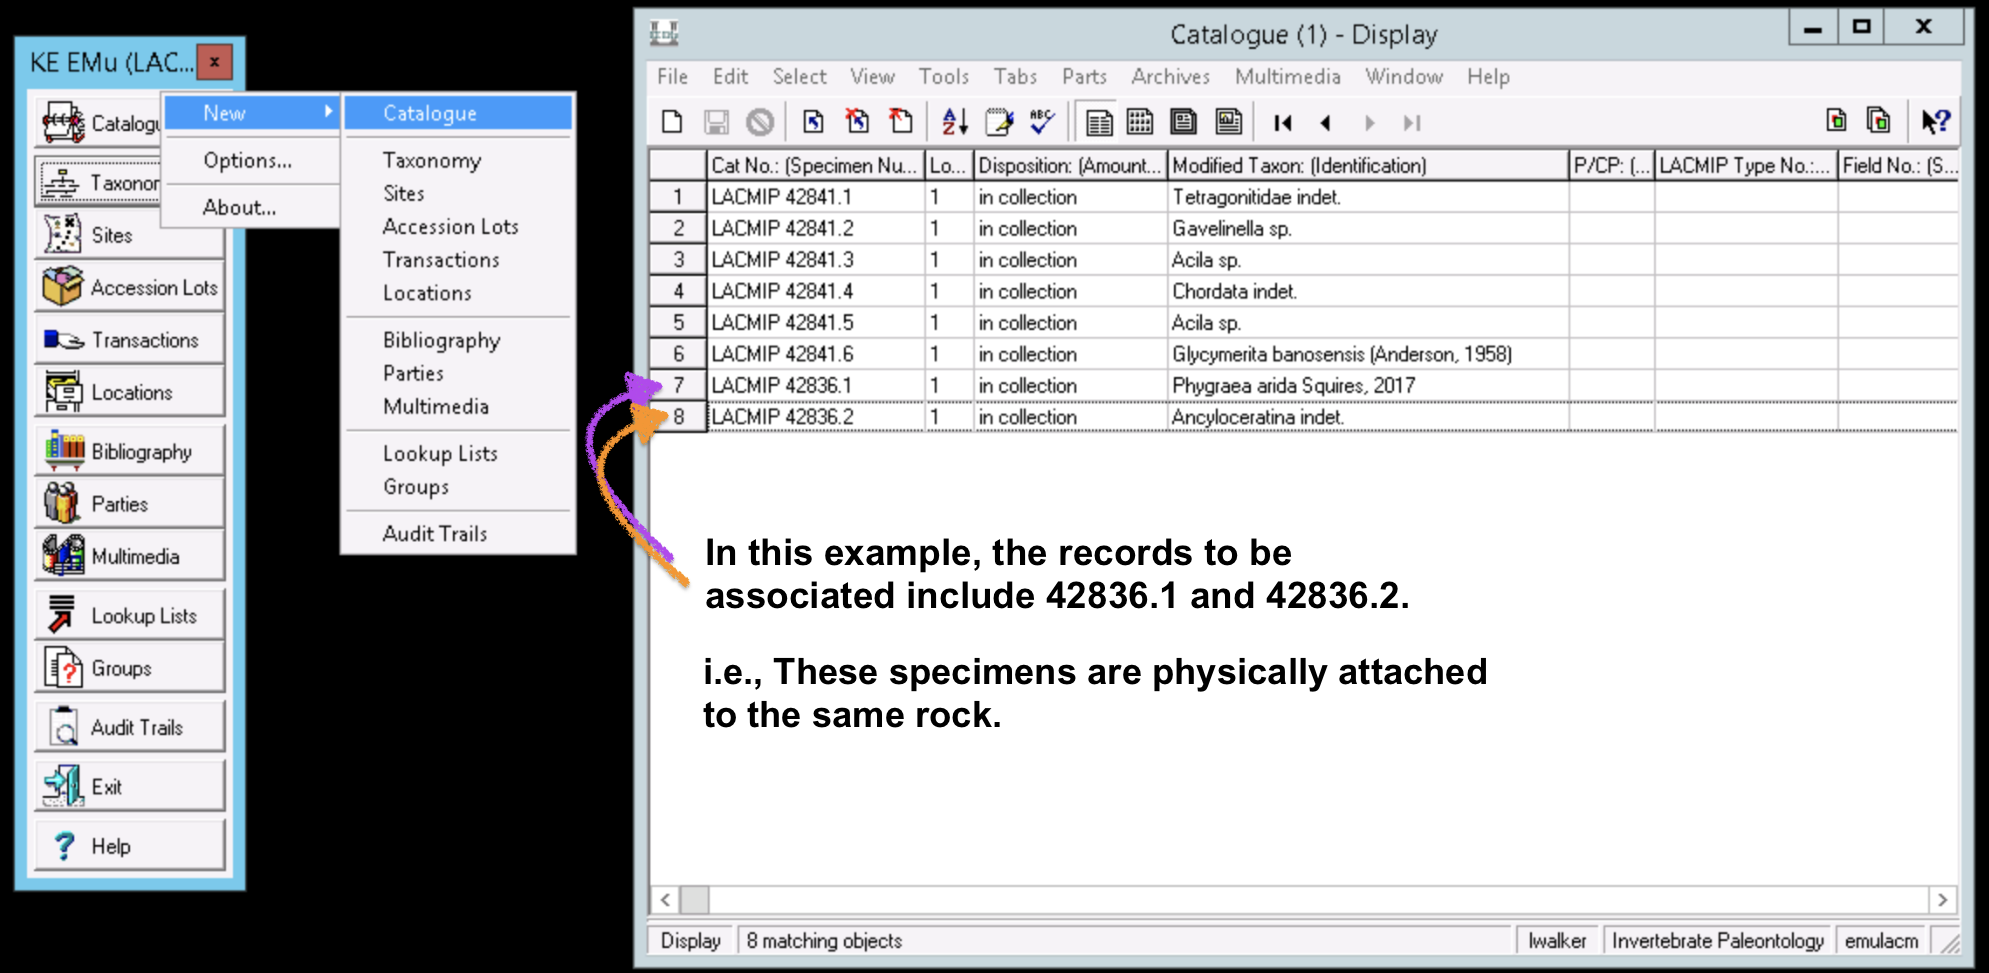 KE EMu (LAC...
Catalogu
Taxonor
Sites
Accession Lots
Transactions
Locations
Bibliography
Parties
Multimedia
Lookup Lists
Groups
Audit Trails
Exit
Help
New
Options...
About...
Catalogue
Taxonomy
Sites
Accession Lots
Transactions
Locations
Bibliography
Parties
Multimedia
Lookup Lists
Groups
Audit Trails
Catalogue (1) - Display
File Edit Select View Tools Tabs Parts Archives Multimedia Window Help
Cat No.: (Specimen Nu... Lo... Disposition: (Amount... Modified Taxon: (Identification) P/CP: (... LACMIP Type No.:... Field No.: (S...
1 LACMIP 42841.1 1 in collection Tetragonitidae indet.
2 LACMIP 42841.2 1 in collection Gavelinella sp.
3 LACMIP 42841.3 1 in collection Acila sp.
4 LACMIP 42841.4 1 in collection Chordata indet.
5 LACMIP 42841.5 1 in collection Acila sp.
6 LACMIP 42841.6 1 in collection Glycymerita banosensis (Anderson, 1958)
7 LACMIP 42836.1 1 in collection Phygraea arida Squires, 2017
8 LACMIP 42836.2 1 in collection Ancyloceratina indet.
In this example, the records to be
associated include 42836.1 and 42836.2.
i.e., These specimens are physically attached
to the same rock.
Display 8 matching objects lwalker Invertebrate Paleontology emulacm